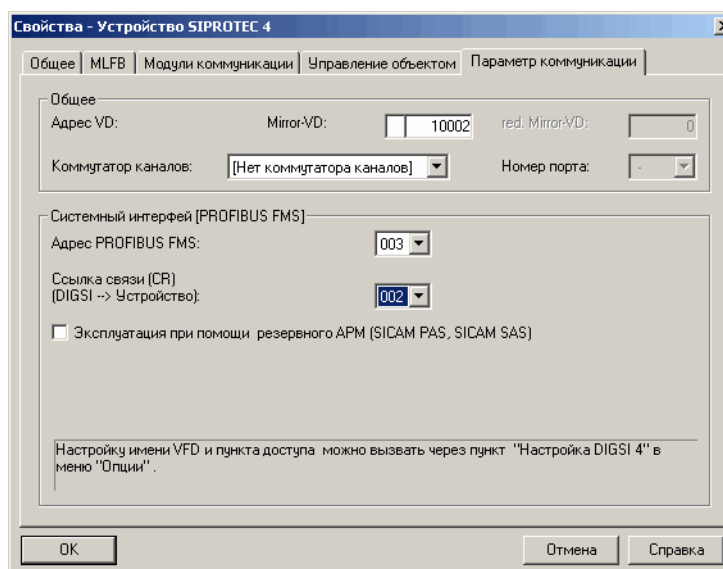 Свойства - Устройство SIPROTEC 4
Общее MLFB Модули коммуникации Управление объектом Параметр коммуникации
Общее
Адрес VD: Mirror-VD: 10002 red. Mirror-VD: 0
Коммутатор каналов: [Нет коммутатора каналов] Номер порта: -
Системный интерфей [PROFIBUS FMS]
Адрес PROFIBUS FMS: 003
Ссылка связи (CR)
(DIGSI --> Устройство): 002
Эксплуатация при помощи резервного АРМ (SICAM PAS, SICAM SAS)
Настройку имени VFD и пункта доступа можно вызвать через пункт "Настройка DIGSI 4" в
меню "Опции" .
OK Отмена Справка